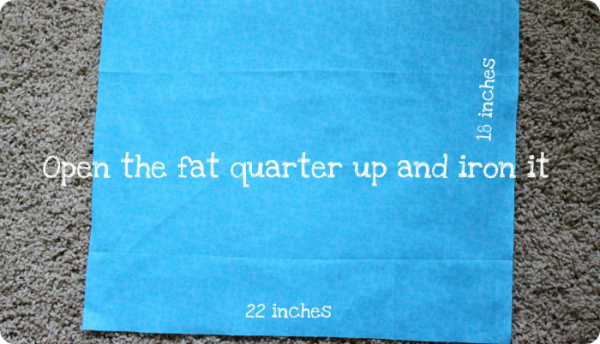 18 inches
Open the fat quarter up and iron it
22 inches